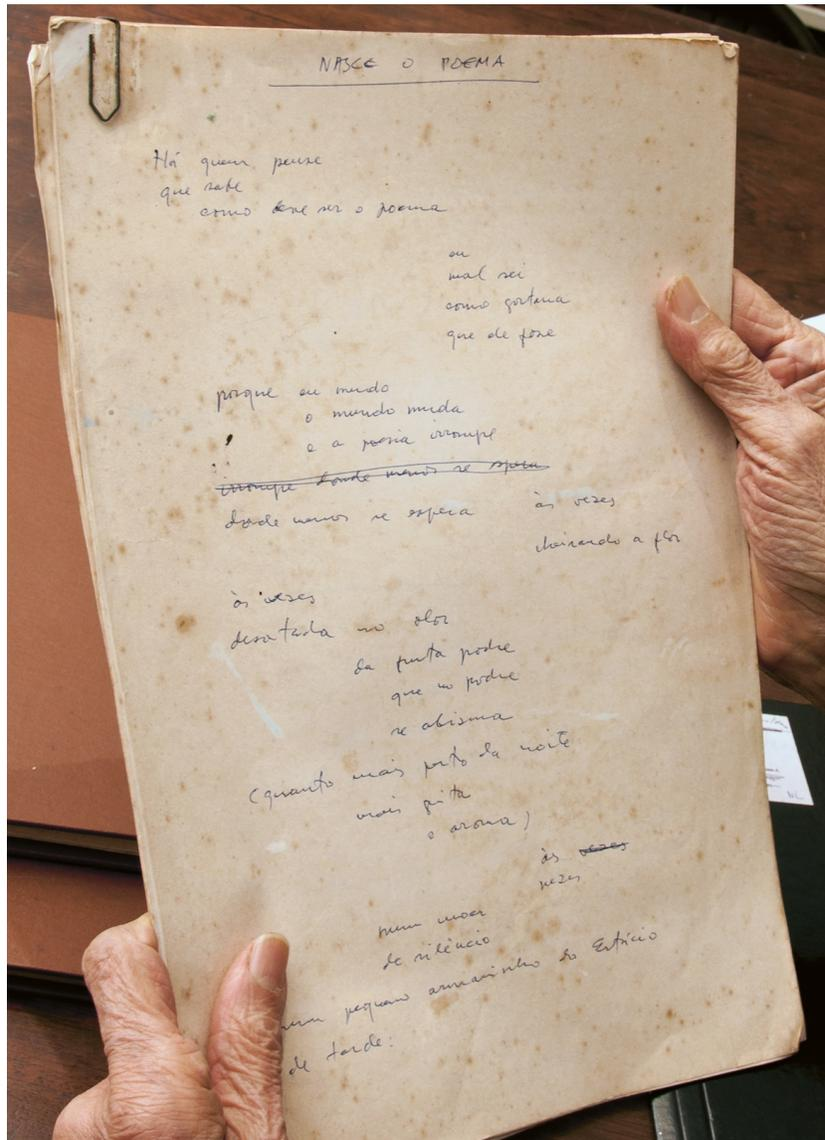 NASCE O POEMA
Há quem pense
que sabe
como deve ser o poema
eu
mal sei
como gostaria
que ele fosse
porque eu mudo
o mundo muda
e a poesia irrompe
irrompe donde menos se espera
donde menos se espera
às vezes
cheirando a flor
às vezes
desatada no olor
da fruta podre
que no podre
se abisma
(quanto mais perto da noite
mais grita
o aroma)
às vezes
vezes
num moer
de silêncio
num pequeno armarinho do Estácio
de tarde: